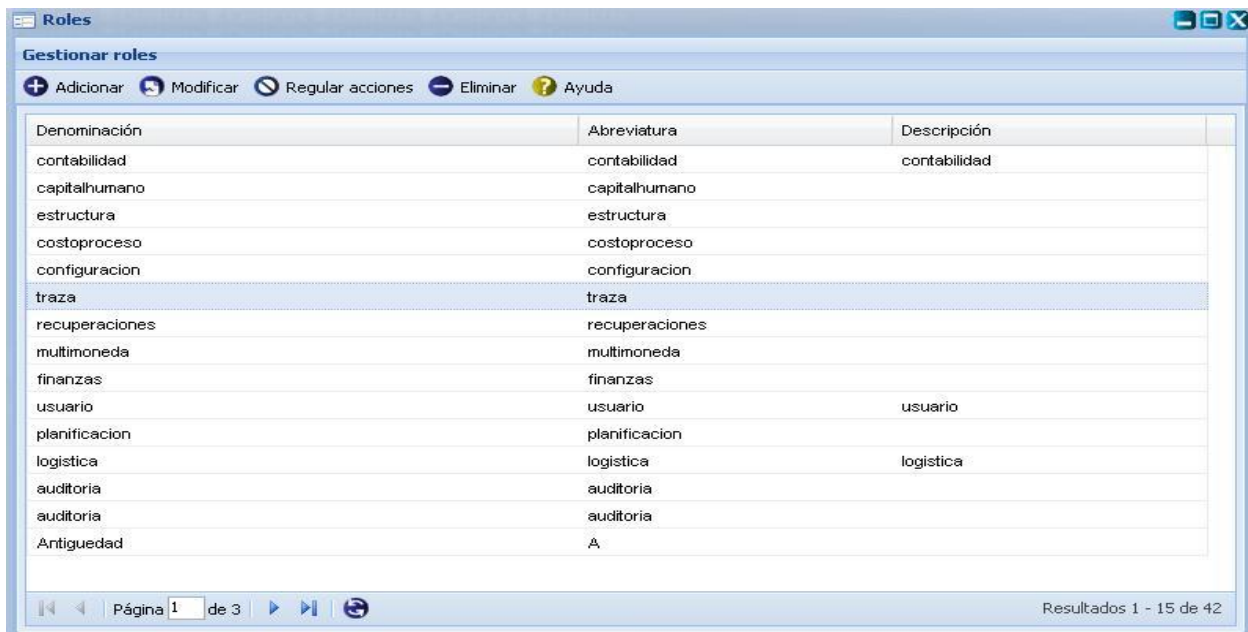 Roles
Gestionar roles
Adicionar Modificar Regular acciones Eliminar Ayuda
Denominación Abreviatura Descripción
contabilidad contabilidad contabilidad
capitalhumano capitalhumano
estructura estructura
costoproceso costoproceso
configuracion configuracion
traza traza
recuperaciones recuperaciones
multimoneda multimoneda
finanzas finanzas
usuario usuario usuario
planificacion planificacion
logistica logistica logistica
auditoria auditoria
auditoria auditoria
Antiguedad A
Página 1 de 3 Resultados 1 - 15 de 42